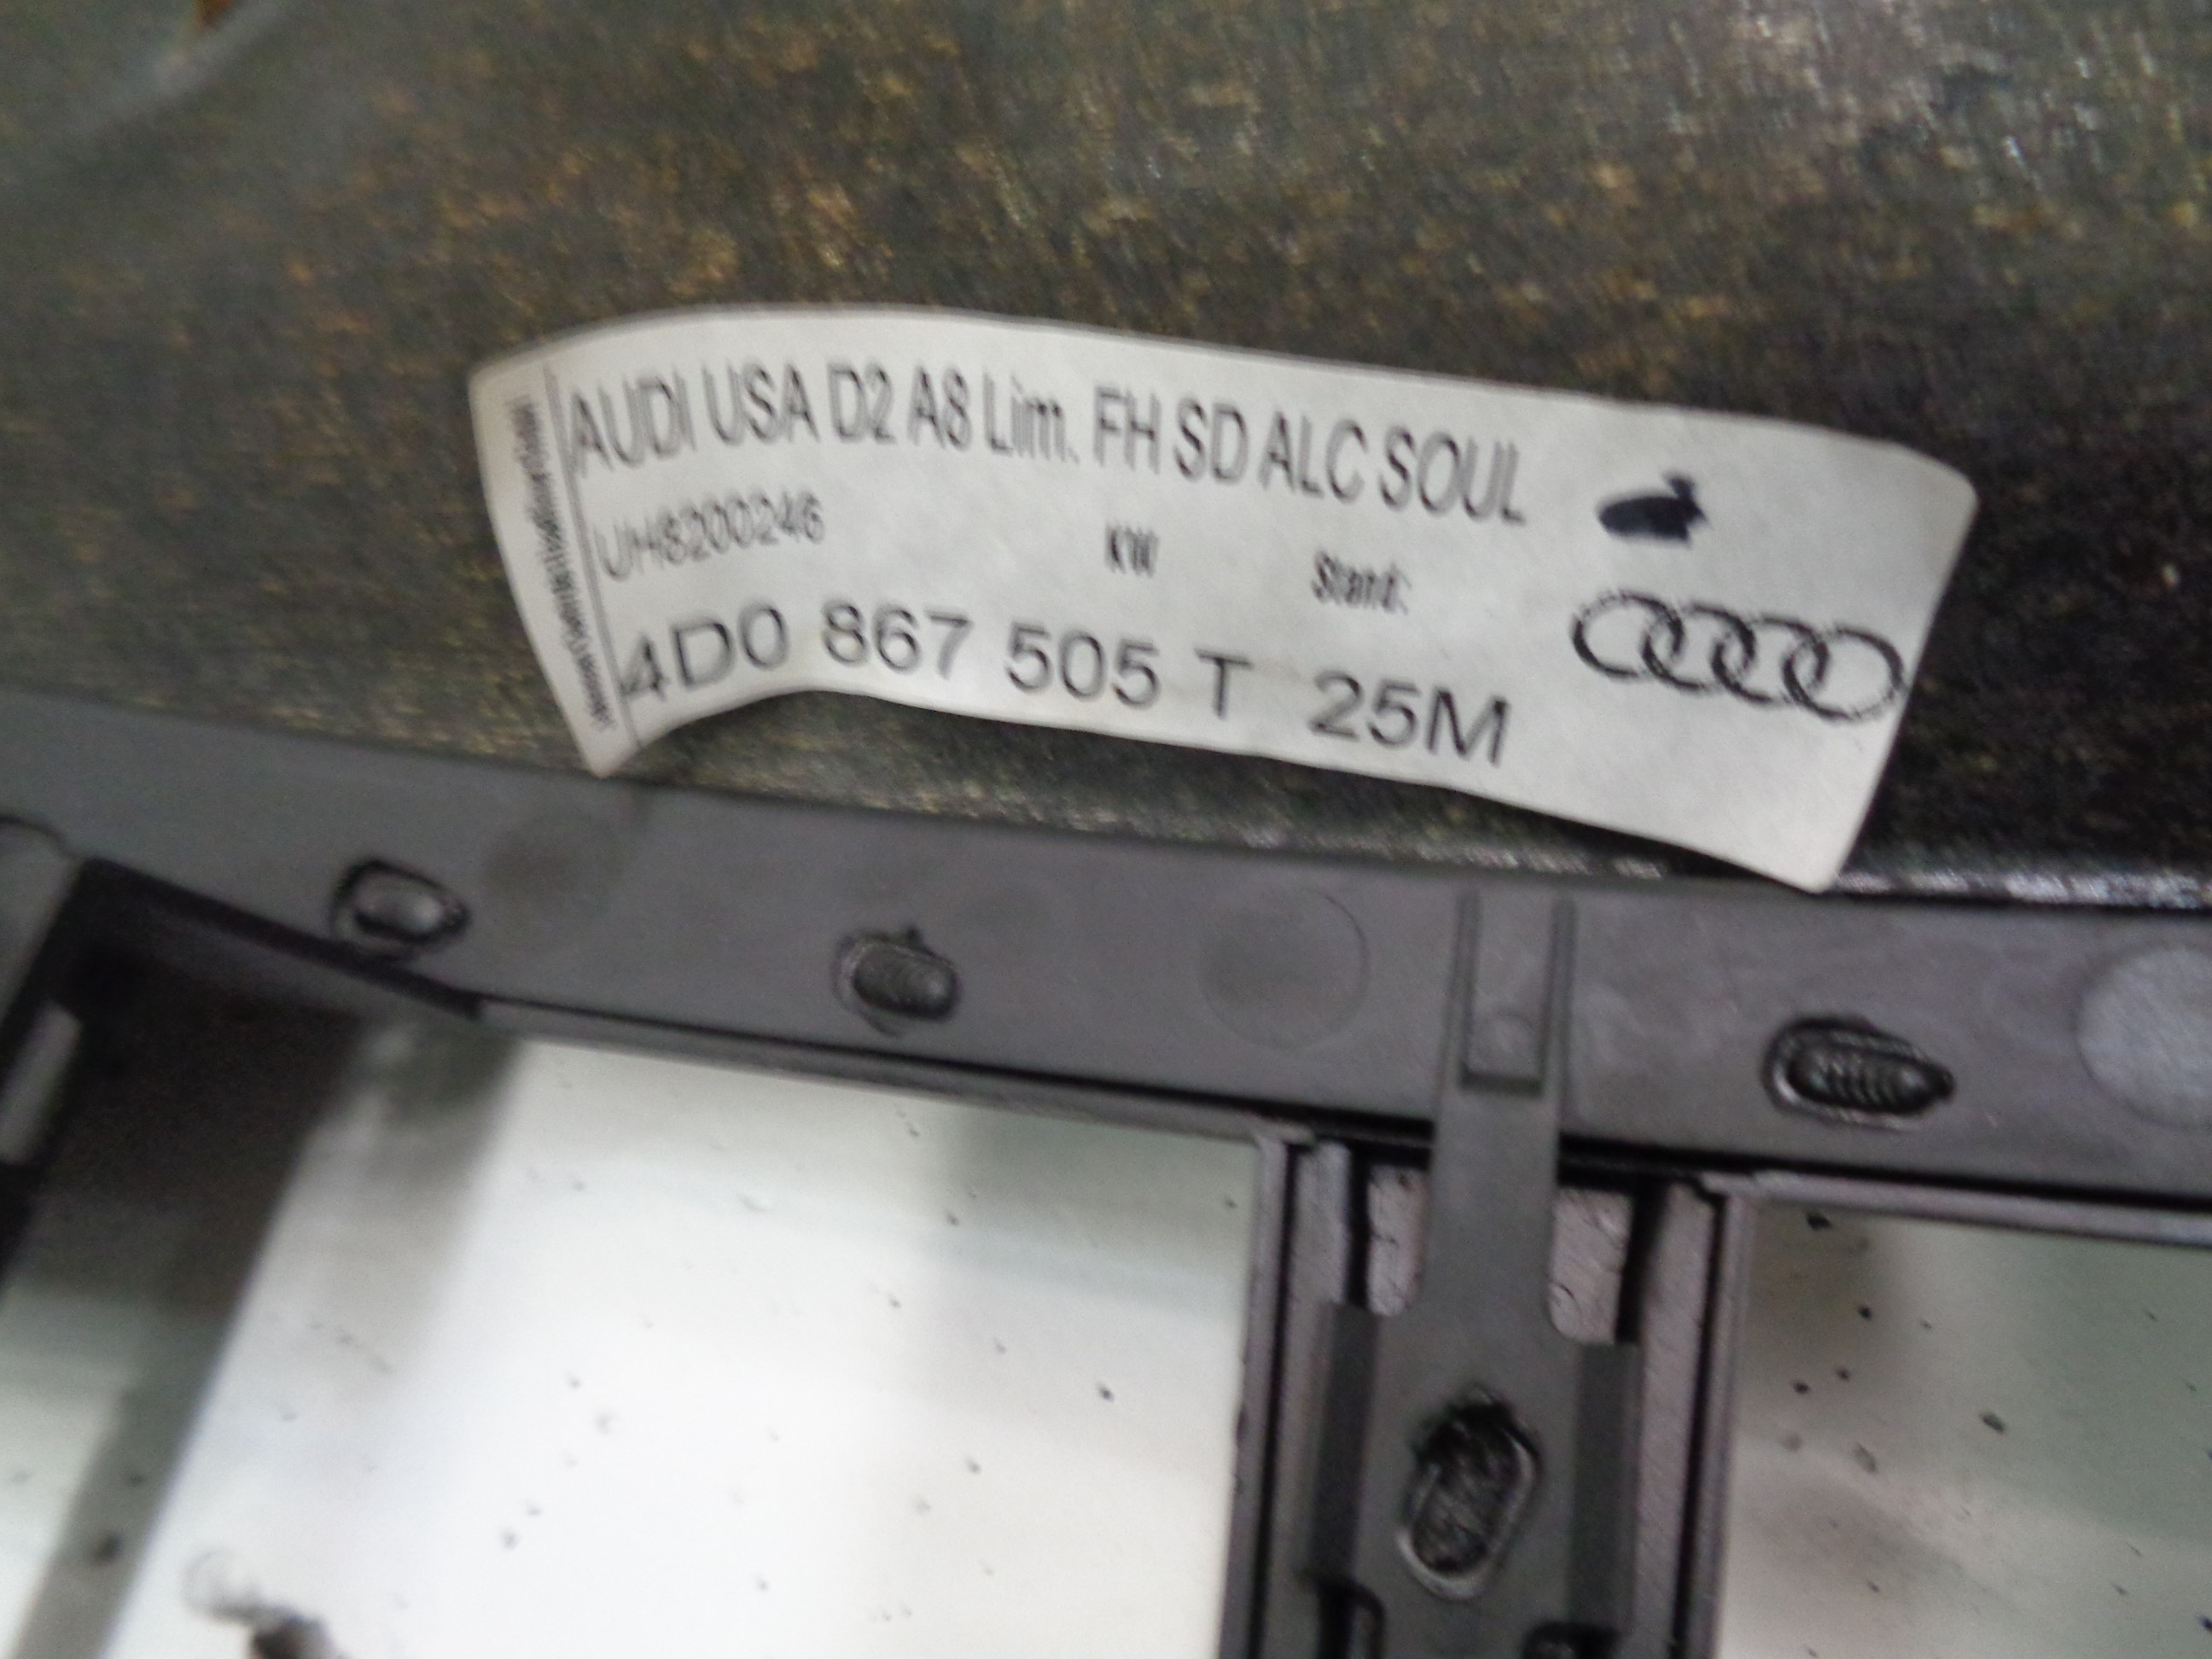 AUDI USA D2 A8 Lim. FH SD ALC SOUL
UH8200246
KW
Stand:
4D0 867 505 T 25M